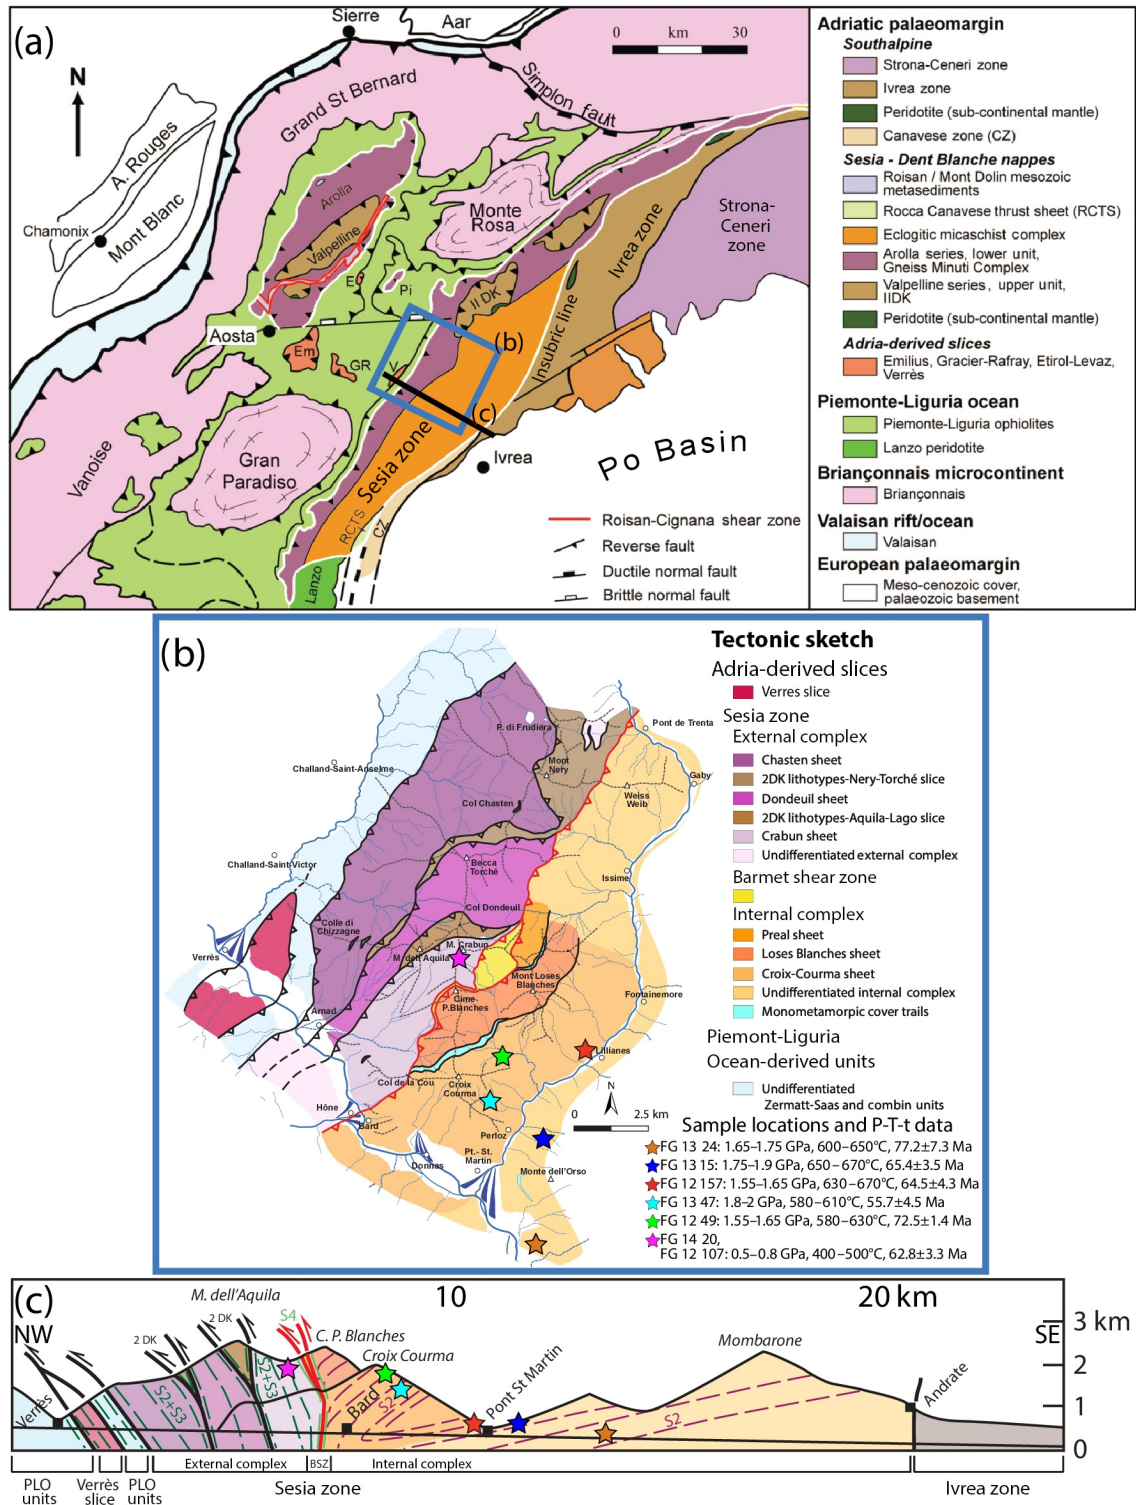 (a)
Sierre
Aar
0 km 30
N
Simplon fault
Grand St Bernard
A. Rouges
Mont Blanc
Chamonix
Arolla
Valpelline
Monte
Rosa
Strona-
Ceneri
zone
Ivrea zone
E
Pi
II DK
Aosta
Em
GR
V
(b)
Insubric line
(c)
Vanoise
Gran
Paradiso
Sesia zone
Ivrea
Po Basin
RCTS
CZ
Lanzo
Roisan-Cignana shear zone
Reverse fault
Ductile normal fault
Brittle normal fault
Adriatic palaeomargin
Southalpine
Strona-Ceneri zone
Ivrea zone
Peridotite (sub-continental mantle)
Canavese zone (CZ)
Sesia - Dent Blanche nappes
Roisan / Mont Dolin mesozoic
metasediments
Rocca Canavese thrust sheet (RCTS)
Eclogitic micaschist complex
Arolla series, lower unit,
Gneiss Minuti Complex
Valpelline series, upper unit,
IIDK
Peridotite (sub-continental mantle)
Adria-derived slices
Emilius, Gracier-Rafray, Etirol-Levaz,
Verrès
Piemonte-Liguria ocean
Piemonte-Liguria ophiolites
Lanzo peridotite
Briançonnais microcontinent
Briançonnais
Valaisan rift/ocean
Valaisan
European palaeomargin
Meso-cenozoic cover,
palaeozoic basement
(b)
Tectonic sketch
Adria-derived slices
Verres slice
Sesia zone
External complex
Chasten sheet
2DK lithotypes-Nery-Torché slice
Dondeuil sheet
2DK lithotypes-Aquila-Lago slice
Crabun sheet
Undifferentiated external complex
Barmet shear zone
Internal complex
Preal sheet
Loses Blanches sheet
Croix-Courma sheet
Undifferentiated internal complex
Monometamorpic cover trails
Piemont-Liguria
Ocean-derived units
Undifferentiated
Zermatt-Saas and combin units
Sample locations and P-T-t data
FG 13 24: 1.65–1.75 GPa, 600–650°C, 77.2±7.3 Ma
FG 13 15: 1.75–1.9 GPa, 650–670°C, 65.4±3.5 Ma
FG 12 157: 1.55–1.65 GPa, 630–670°C, 64.5±4.3 Ma
FG 13 47: 1.8–2 GPa, 580–610°C, 55.7±4.5 Ma
FG 12 49: 1.55–1.65 GPa, 580–630°C, 72.5±1.4 Ma
FG 14 20,
FG 12 107: 0.5–0.8 GPa, 400–500°C, 62.8±3.3 Ma
P. di Frudiera
Pont de Trenta
Challand-Saint-Anselme
Mont
Nery
Gaby
Weiss
Weib
Col Chasten
Challand-Saint-Victor
Becca
Torché
Issime
Col Dondeuil
Colle di
Chizzagne
Verrès
M. Crabun
M. dell'Aquila
Mont Loses
Blanches
Cime
P.Blanches
Fontainemore
Arnad
Lillianes
Col de la Cou
Croix
Courma
N
0 2.5 km
Hône
Bard
Perloz
Donnas
Pt.- St.
Martin
Monte dell'Orso
(c)
M. dell'Aquila
10
20 km
NW
2 DK
2 DK
S4
C. P. Blanches
Croix Courma
Mombarone
SE
3 km
2
1
0
Verrès
S2+S3
S2+S3
S2
Bard
Pont St Martin
S2
Andrate
External complex
BSZ
Internal complex
PLO
units
Verrès
slice
PLO
units
Sesia zone
Ivrea zone